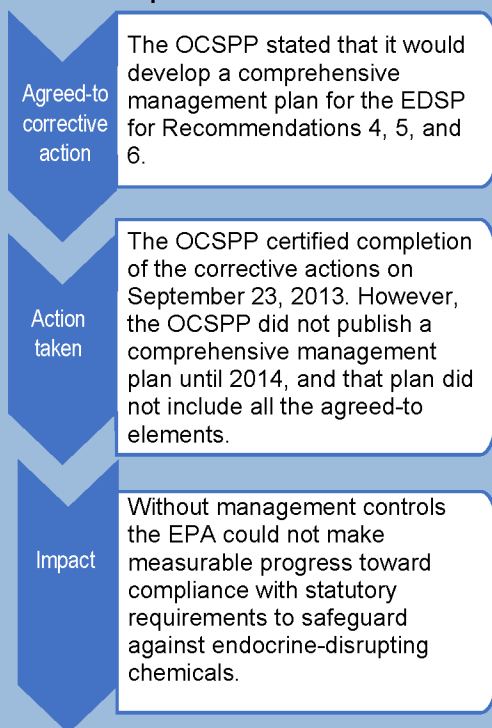 Agreed-to
corrective
action
The OCSPP stated that it would
develop a comprehensive
management plan for the EDSP
for Recommendations 4, 5, and
6.
Action
taken
The OCSPP certified completion
of the corrective actions on
September 23, 2013. However,
the OCSPP did not publish a
comprehensive management
plan until 2014, and that plan did
not include all the agreed-to
elements.
Impact
Without management controls
the EPA could not make
measurable progress toward
compliance with statutory
requirements to safeguard
against endocrine-disrupting
chemicals.